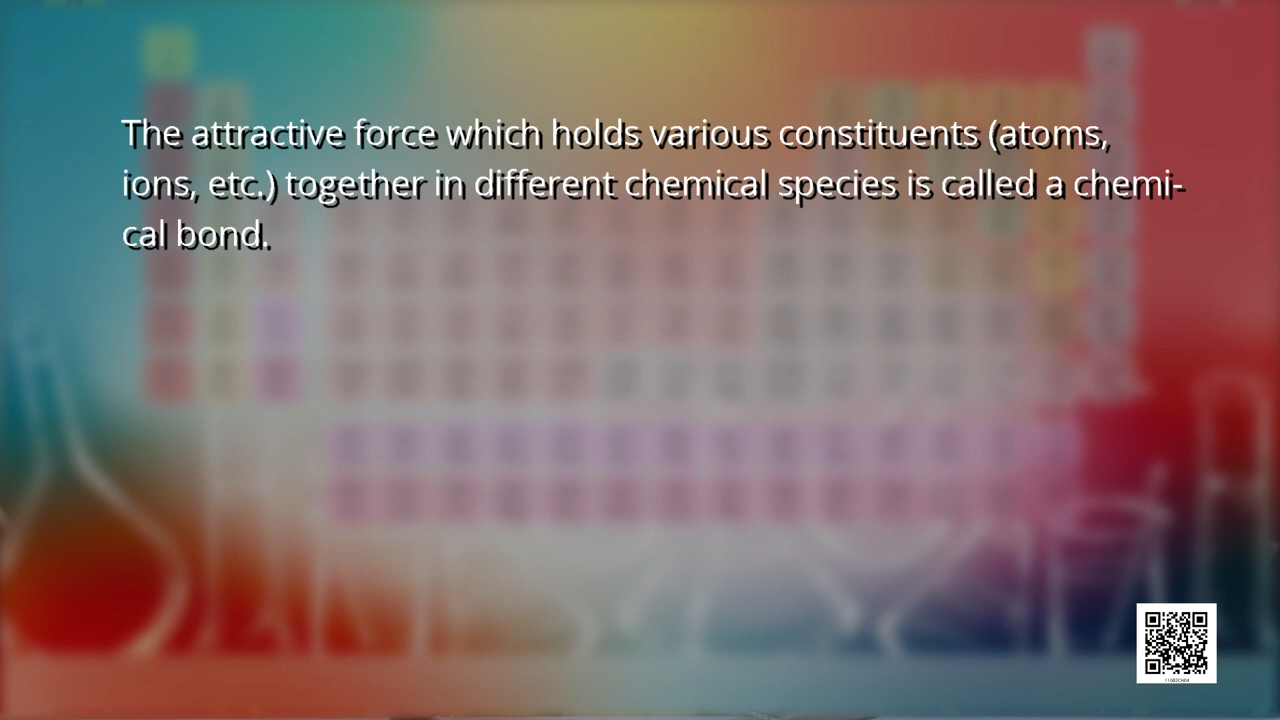 The attractive force which holds various constituents (atoms,
ions, etc.) together in different chemical species is called a chemi-
cal bond.